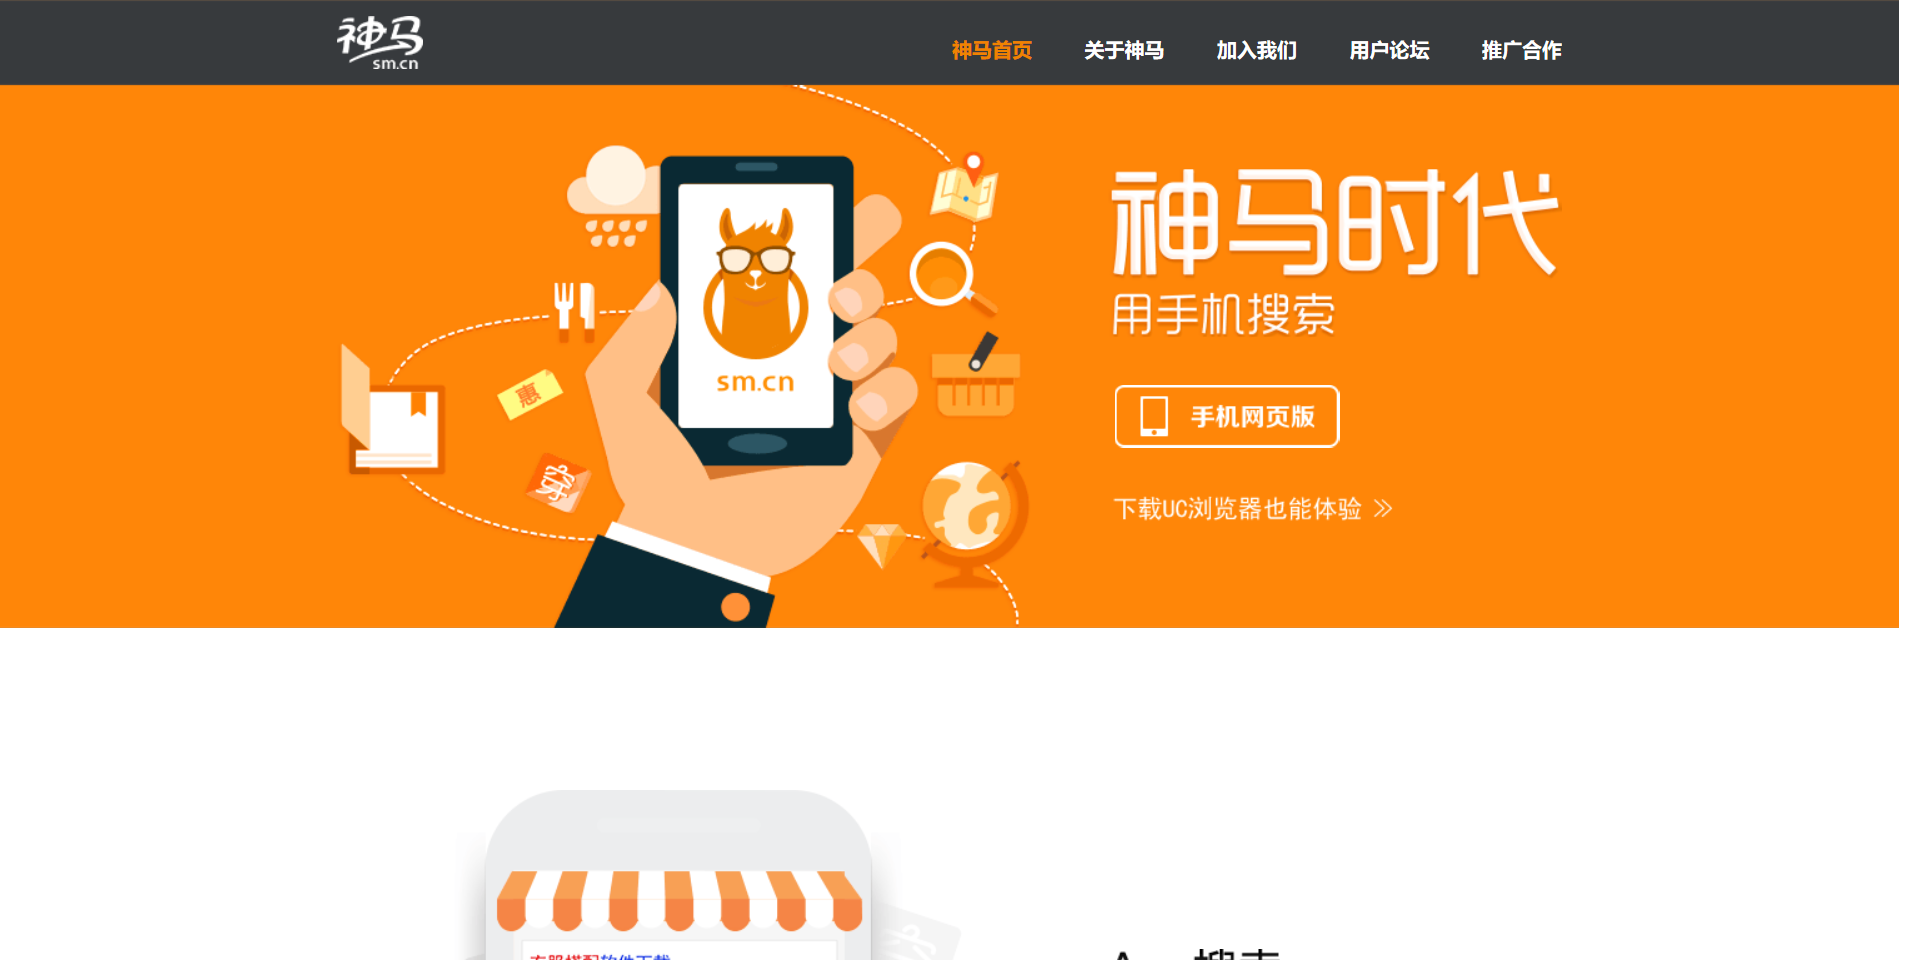 神马
sm.cn
神马首页 关于神马 加入我们 用户论坛 推广合作
神马时代
用手机搜索
sm.cn
惠
手机网页版
穿
下载UC浏览器也能体验